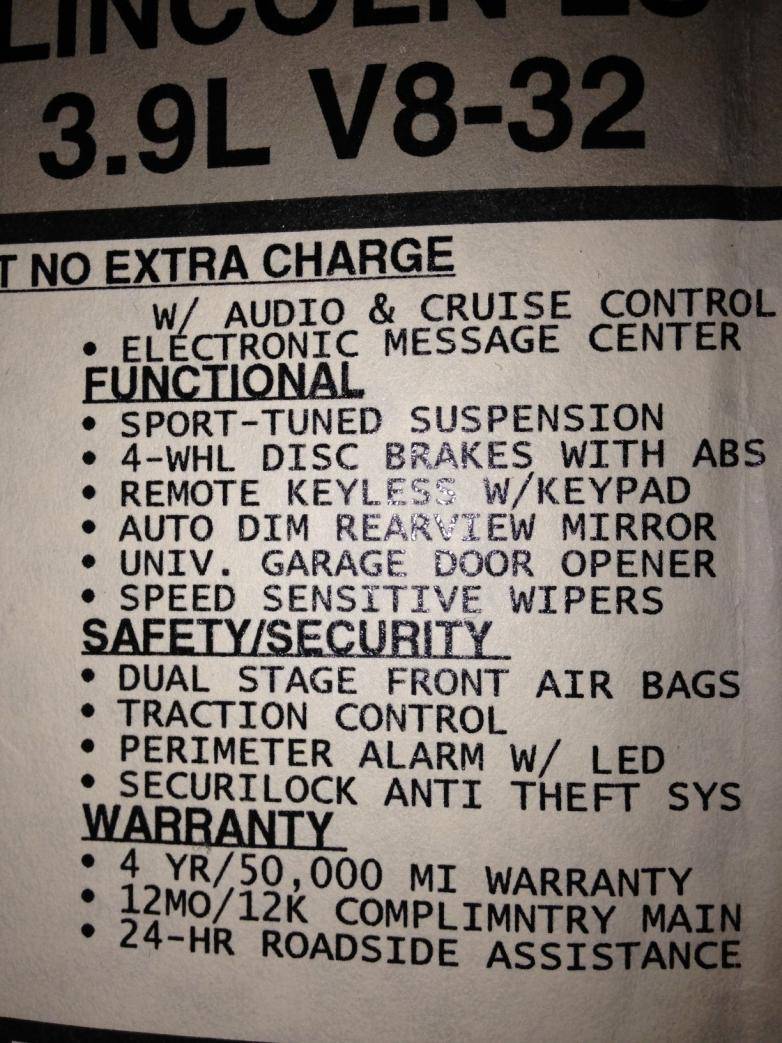 LINCOLN LS
3.9L V8-32
T NO EXTRA CHARGE
W/ AUDIO & CRUISE CONTROL
• ELECTRONIC MESSAGE CENTER
FUNCTIONAL
• SPORT-TUNED SUSPENSION
• 4-WHL DISC BRAKES WITH ABS
• REMOTE KEYLESS W/KEYPAD
• AUTO DIM REARVIEW MIRROR
• UNIV. GARAGE DOOR OPENER
• SPEED SENSITIVE WIPERS
SAFETY/SECURITY
• DUAL STAGE FRONT AIR BAGS
• TRACTION CONTROL
• PERIMETER ALARM W/ LED
• SECURILOCK ANTI THEFT SYS
WARRANTY
• 4 YR/50,000 MI WARRANTY
• 12MO/12K COMPLIMNTRY MAIN
• 24-HR ROADSIDE ASSISTANCE